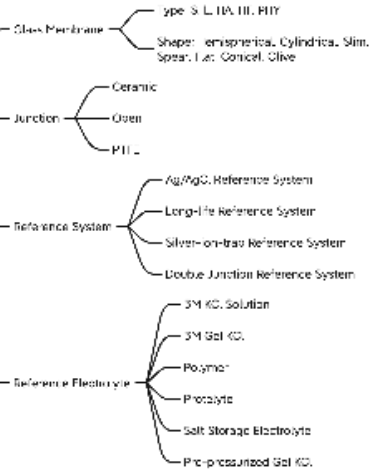 Type: S, L, HA, HF, PHY
Glass Membrane
Shape: Hemispherical, Cylindrical, Slim,
Spear, Flat, Conical, Olive
Ceramic
Junction
Open
PTFE
Ag/AgCl Reference System
Long-life Reference System
Reference System
Silver-ion-trap Reference System
Double Junction Reference System
3M KCl Solution
3M Gel KCl
Polymer
Reference Electrolyte
Protelyte
Salt Storage Electrolyte
Pre-pressurized Gel KCl